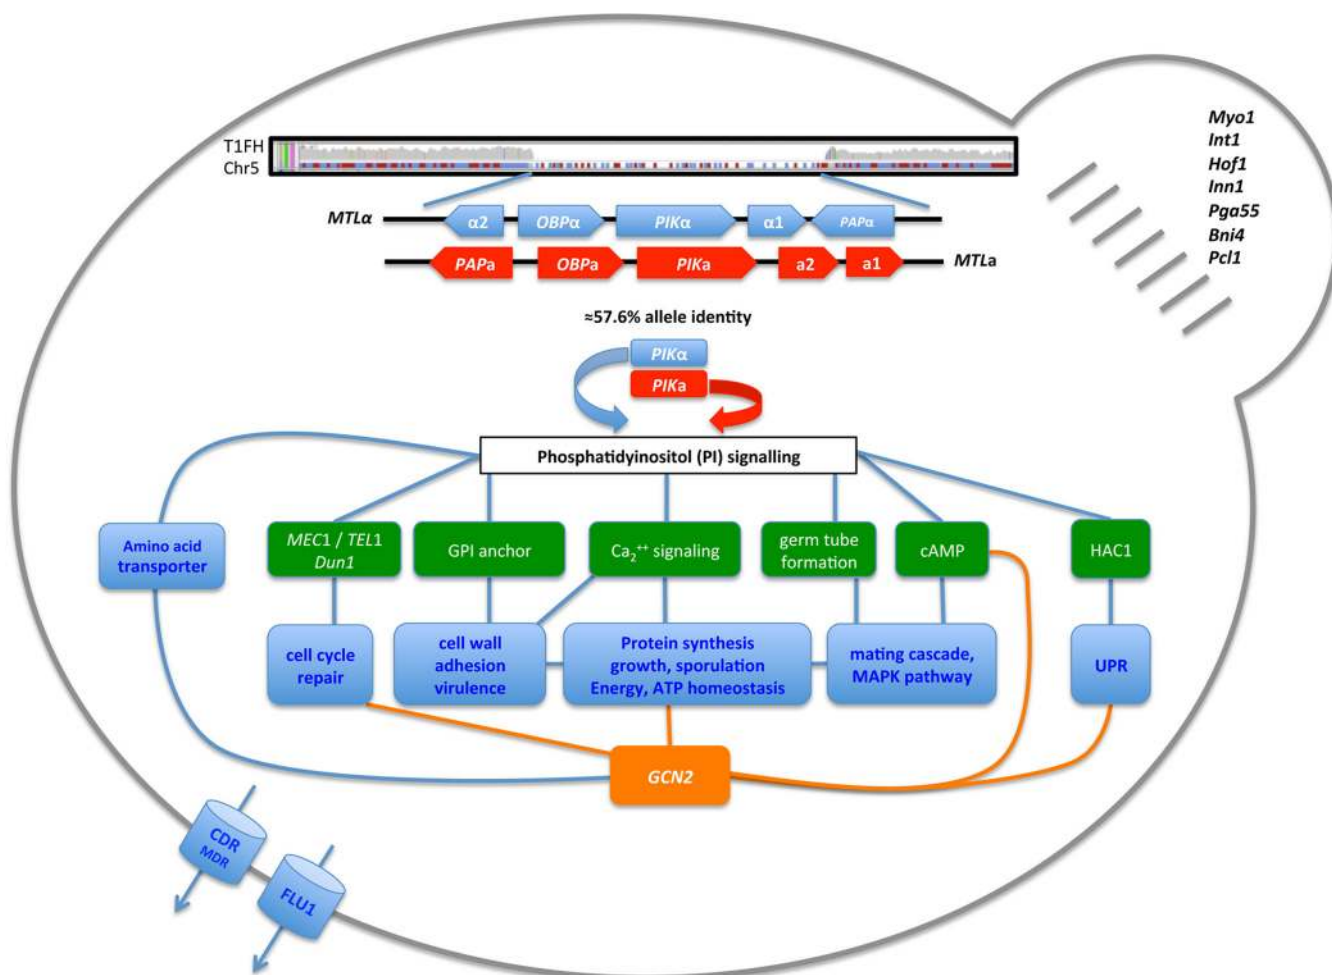 T1FH
Chr5
MTLα
α2
OBPα
PIKα
α1
PAPα
PAPa
OBPa
PIKa
a2
a1
MTLa
Myo1
Int1
Hof1
Inn1
Pga55
Bni4
Pcl1
≈57.6% allele identity
PIKα
PIKa
Phosphatidyinositol (PI) signalling
Amino acid
transporter
MEC1 / TEL1
Dun1
GPI anchor
Ca₂⁺⁺ signaling
germ tube
formation
cAMP
HAC1
cell cycle
repair
cell wall
adhesion
virulence
Protein synthesis
growth, sporulation
Energy, ATP homeostasis
mating cascade,
MAPK pathway
UPR
GCN2
CDR
MDR
FLU1